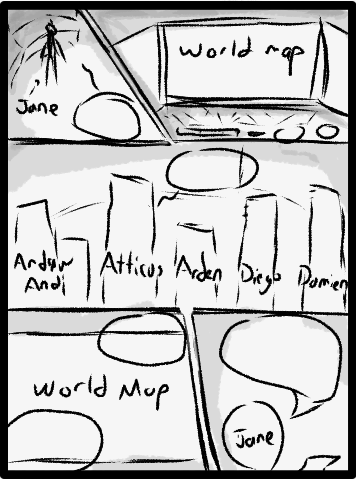 Jane
World map
Andi
Atticus
Arden
Diego
Damien
World Map
Jane